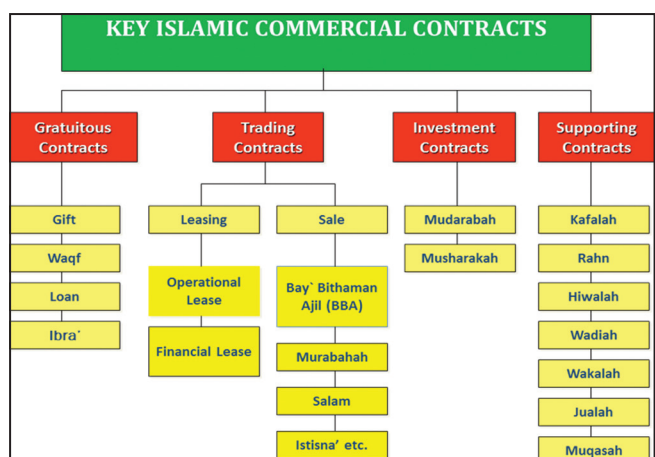 KEY ISLAMIC COMMERCIAL CONTRACTS
Gratuitous
Contracts
Trading
Contracts
Investment
Contracts
Supporting
Contracts
Gift
Leasing
Sale
Mudarabah
Kafalah
Waqf
Musharakah
Rahn
Operational
Lease
Bay` Bithaman
Ajil (BBA)
Loan
Hiwalah
Ibra`
Financial Lease
Murabahah
Wadiah
Wakalah
Salam
Jualah
Istisna’ etc.
Muqasah